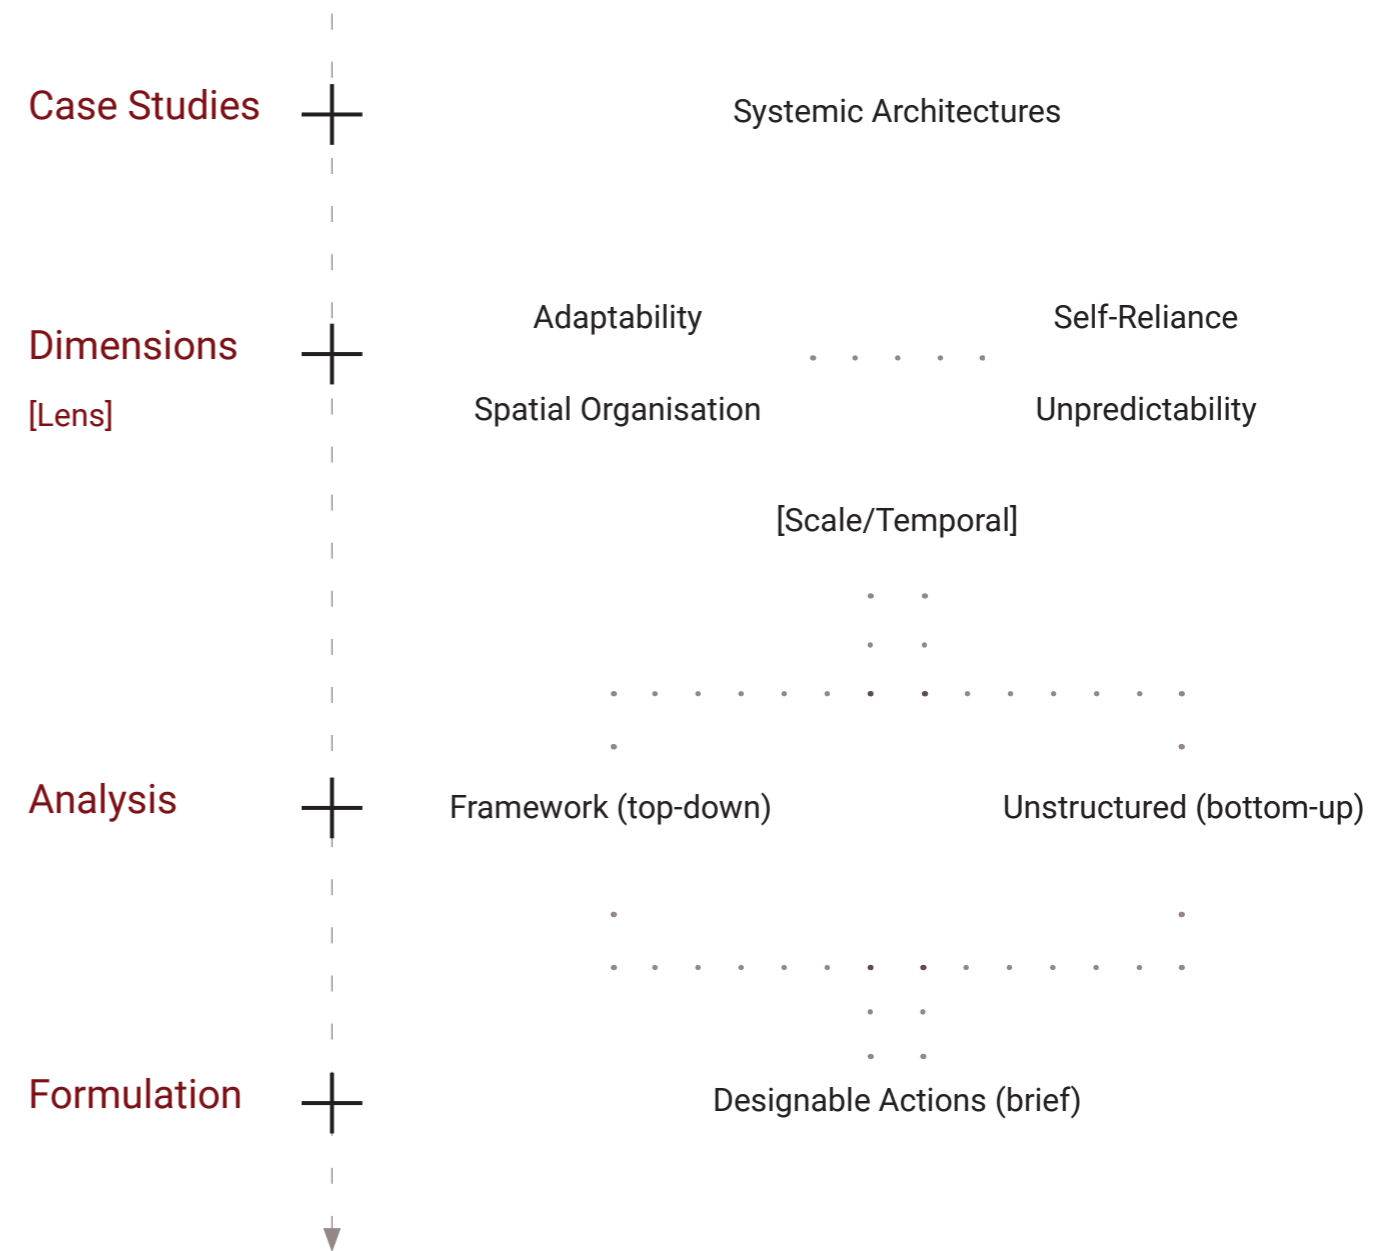 Case Studies
Systemic Architectures
Dimensions
[Lens]
Adaptability
Self-Reliance
Spatial Organisation
Unpredictability
[Scale/Temporal]
Analysis
Framework (top-down)
Unstructured (bottom-up)
Formulation
Designable Actions (brief)